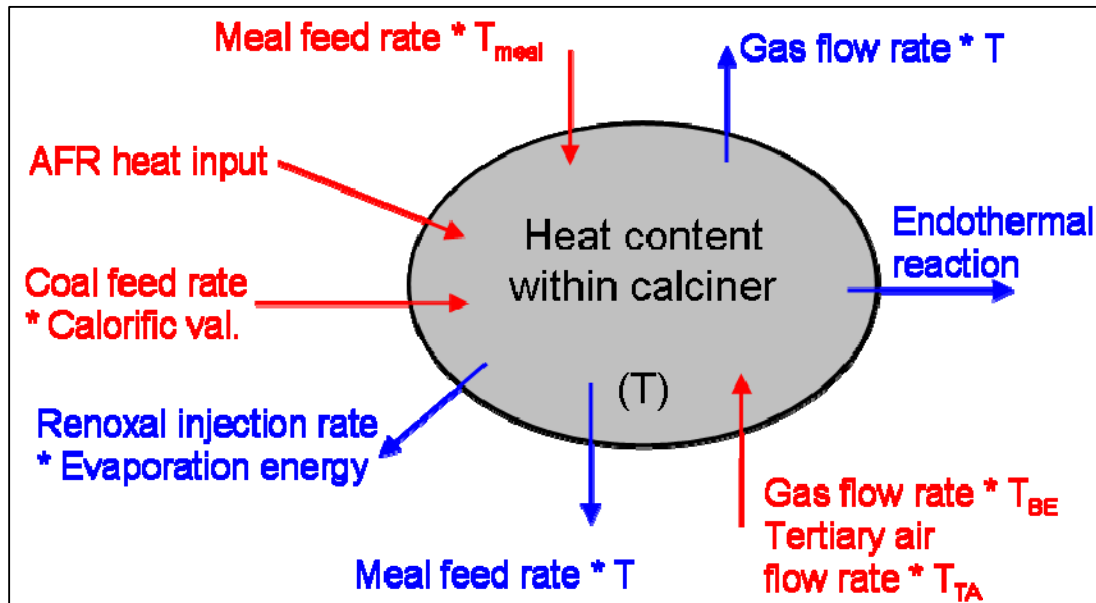 Meal feed rate * Tmeal
Gas flow rate * T
AFR heat input
Heat content
within calciner
(T)
Endothermal
reaction
Coal feed rate
* Calorific val.
Renoxal injection rate
* Evaporation energy
Meal feed rate * T
Gas flow rate * TBE
Tertiary air
flow rate * TTA